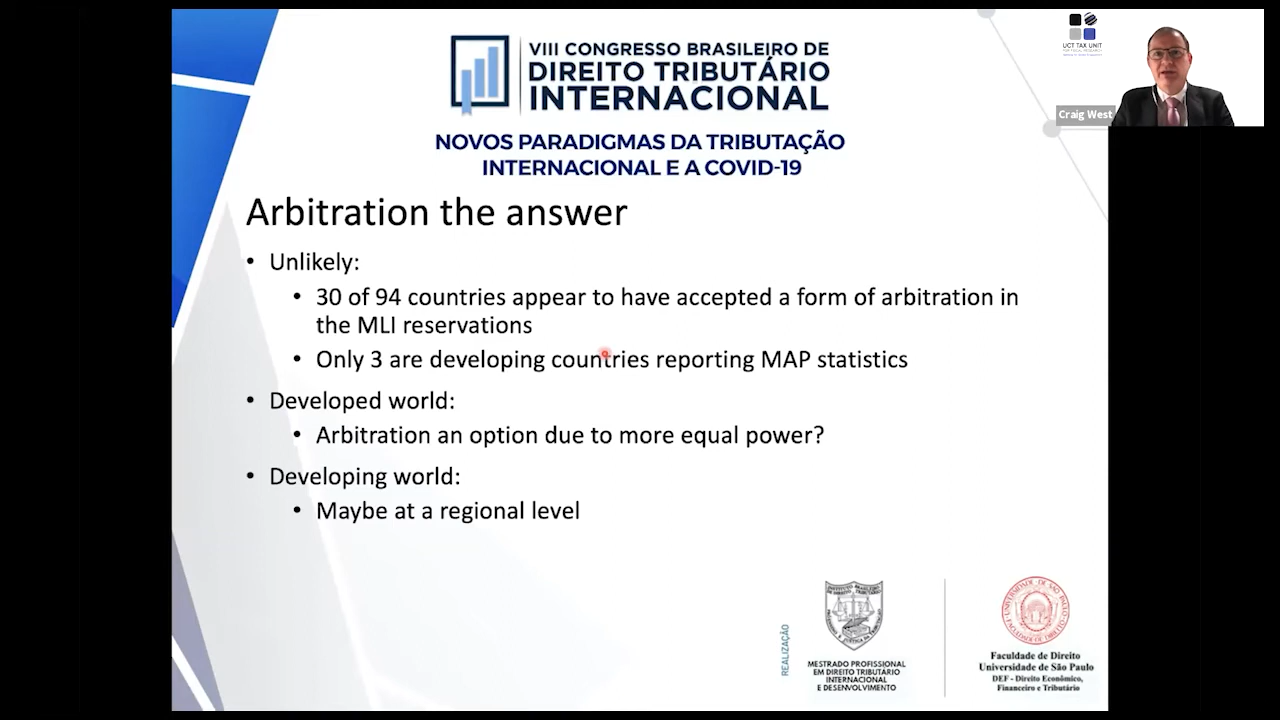 VIII CONGRESSO BRASILEIRO DE
DIREITO TRIBUTÁRIO
INTERNACIONAL
NOVOS PARADIGMAS DA TRIBUTAÇÃO
INTERNACIONAL E A COVID-19
UCT TAX UNIT
Craig West
Arbitration the answer
• Unlikely:
• 30 of 94 countries appear to have accepted a form of arbitration in
the MLI reservations
• Only 3 are developing countries reporting MAP statistics
• Developed world:
• Arbitration an option due to more equal power?
• Developing world:
• Maybe at a regional level
REALIZAÇÃO
MESTRADO PROFISSIONAL
EM DIREITO TRIBUTÁRIO
INTERNACIONAL
E DESENVOLVIMENTO
Faculdade de Direito
Universidade de São Paulo
DEF - Direito Econômico,
Financeiro e Tributário